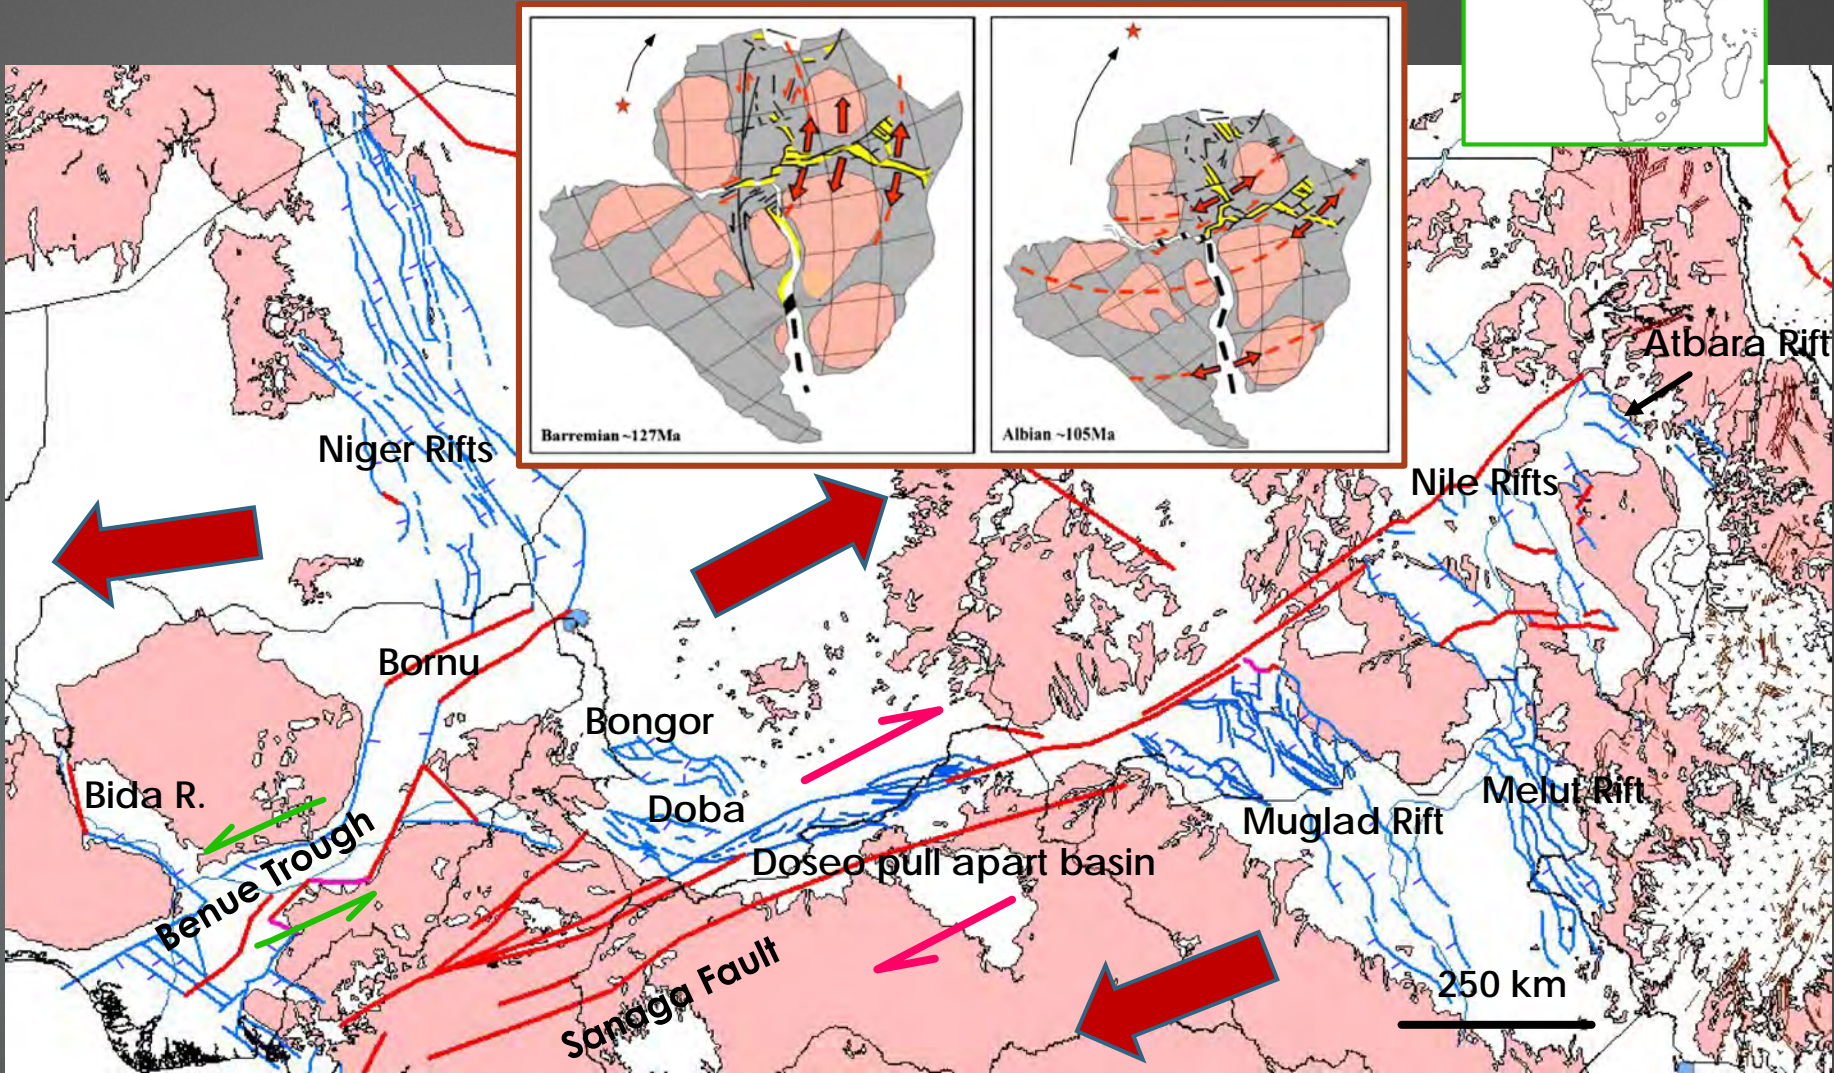 Barremian ~127Ma
Albian ~105Ma
Atbara Rift
Niger Rifts
Nile Rifts
Bornu
Bongor
Bida R.
Doba
Melut Rift
Muglad Rift
Benue Trough
Doseo pull apart basin
Sanaga Fault
250 km